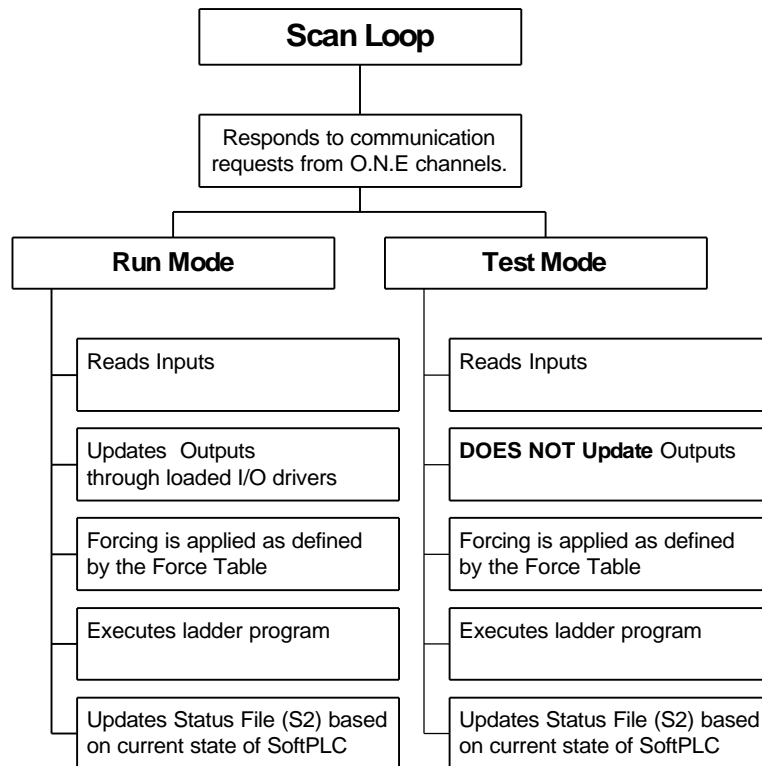 Scan Loop
Responds to communication
requests from O.N.E channels.
Run Mode
Reads Inputs
Updates Outputs
through loaded I/O drivers
Forcing is applied as defined
by the Force Table
Executes ladder program
Updates Status File (S2) based
on current state of SoftPLC
Test Mode
Reads Inputs
DOES NOT Update Outputs
Forcing is applied as defined
by the Force Table
Executes ladder program
Updates Status File (S2) based
on current state of SoftPLC